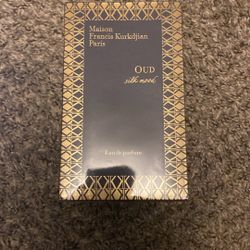 Maison
Francis Kurkdjian
Paris
OUD
silk mood
Eau de parfum